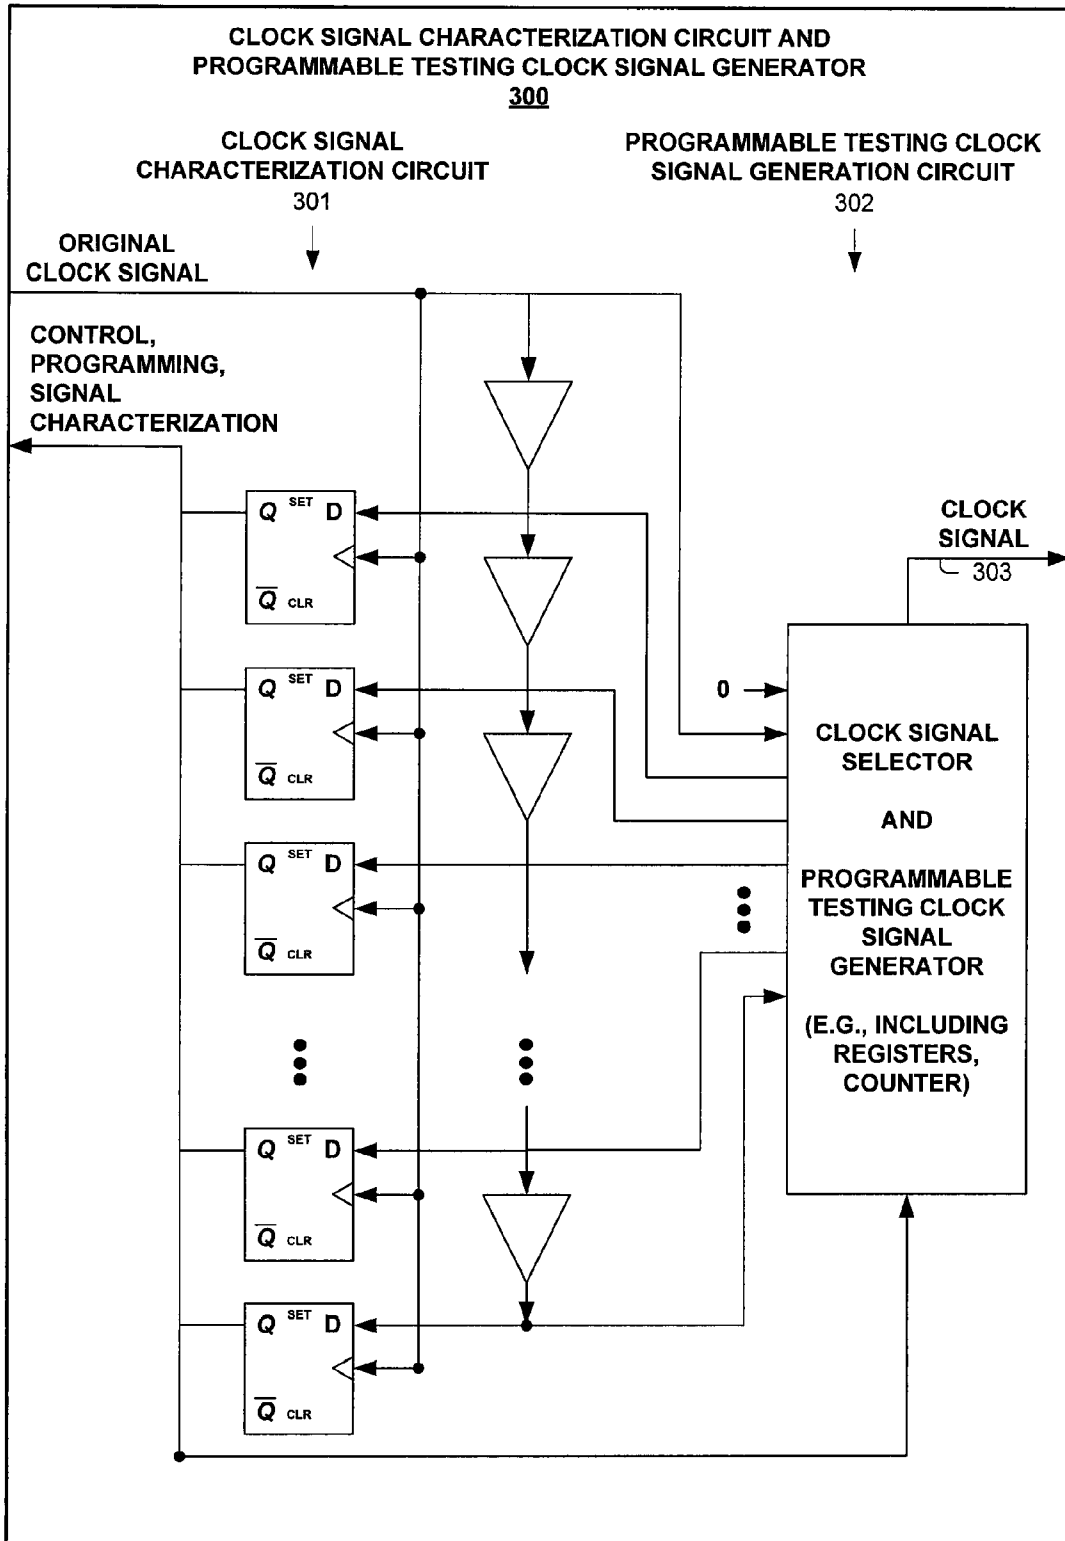 CLOCK SIGNAL CHARACTERIZATION CIRCUIT AND
PROGRAMMABLE TESTING CLOCK SIGNAL GENERATOR
300
CLOCK SIGNAL
CHARACTERIZATION CIRCUIT
301
PROGRAMMABLE TESTING CLOCK
SIGNAL GENERATION CIRCUIT
302
ORIGINAL
CLOCK SIGNAL
CONTROL,
PROGRAMMING,
SIGNAL
CHARACTERIZATION
Q SET D
Q CLR
CLOCK
SIGNAL
303
Q SET D
Q CLR
0
CLOCK SIGNAL
SELECTOR
AND
PROGRAMMABLE
TESTING CLOCK
SIGNAL
GENERATOR
(E.G., INCLUDING
REGISTERS,
COUNTER)
Q SET D
Q CLR
Q SET D
Q CLR
Q SET D
Q CLR